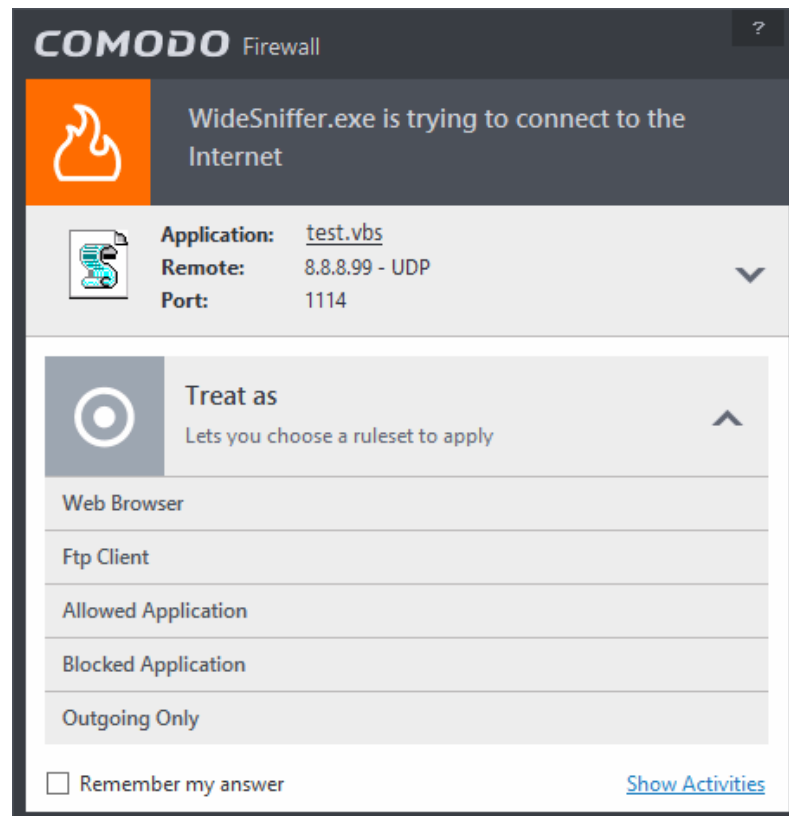 COMODO Firewall
?
WideSniffer.exe is trying to connect to the
Internet
Application: test.vbs
Remote: 8.8.8.99 - UDP
Port: 1114
Treat as
Lets you choose a ruleset to apply
Web Browser
Ftp Client
Allowed Application
Blocked Application
Outgoing Only
Remember my answer
Show Activities